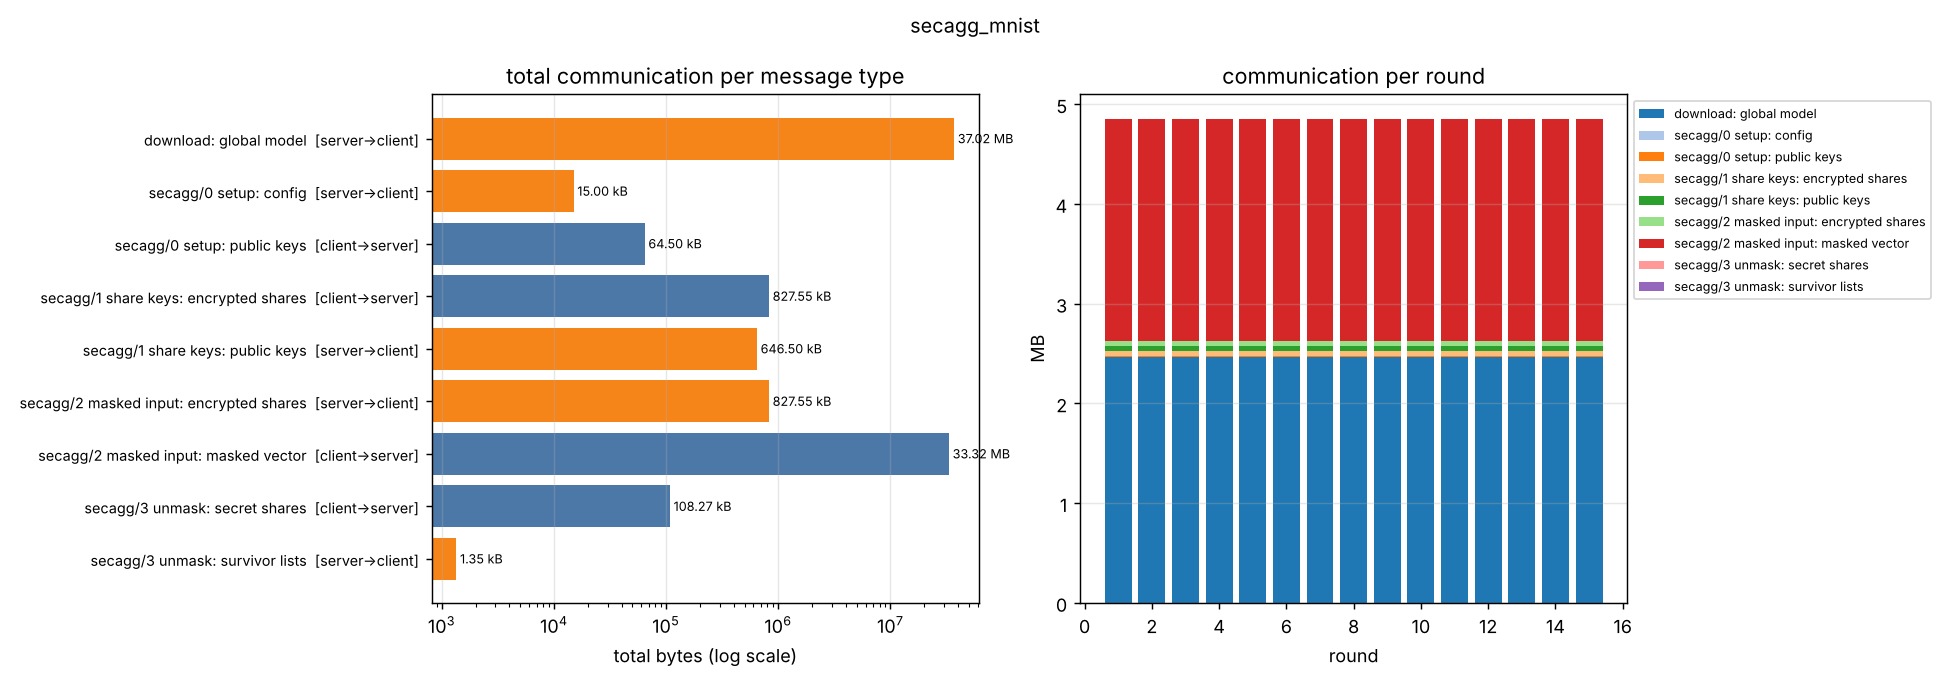 secagg_mnist
total communication per message type
download: global model [server→client]
37.02 MB
secagg/0 setup: config [server→client]
15.00 kB
secagg/0 setup: public keys [client→server]
64.50 kB
secagg/1 share keys: encrypted shares [client→server]
827.55 kB
secagg/1 share keys: public keys [server→client]
646.50 kB
secagg/2 masked input: encrypted shares [server→client]
827.55 kB
secagg/2 masked input: masked vector [client→server]
33.32 MB
secagg/3 unmask: secret shares [client→server]
108.27 kB
secagg/3 unmask: survivor lists [server→client]
1.35 kB
10³ 10⁴ 10⁵ 10⁶ 10⁷
total bytes (log scale)
communication per round
5
4
3
2
1
0
MB
0 2 4 6 8 10 12 14 16
round
download: global model
secagg/0 setup: config
secagg/0 setup: public keys
secagg/1 share keys: encrypted shares
secagg/1 share keys: public keys
secagg/2 masked input: encrypted shares
secagg/2 masked input: masked vector
secagg/3 unmask: secret shares
secagg/3 unmask: survivor lists